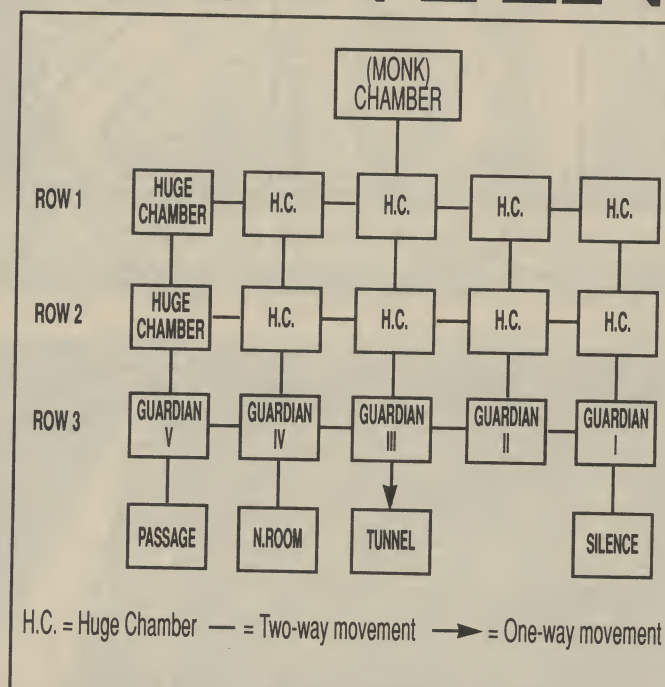 (MONK)
CHAMBER
ROW 1
HUGE
CHAMBER
H.C.
H.C.
H.C.
H.C.
ROW 2
HUGE
CHAMBER
H.C.
H.C.
H.C.
H.C.
ROW 3
GUARDIAN
V
GUARDIAN
IV
GUARDIAN
III
GUARDIAN
II
GUARDIAN
I
PASSAGE
N.ROOM
TUNNEL
SILENCE
H.C. = Huge Chamber — = Two-way movement → = One-way movement